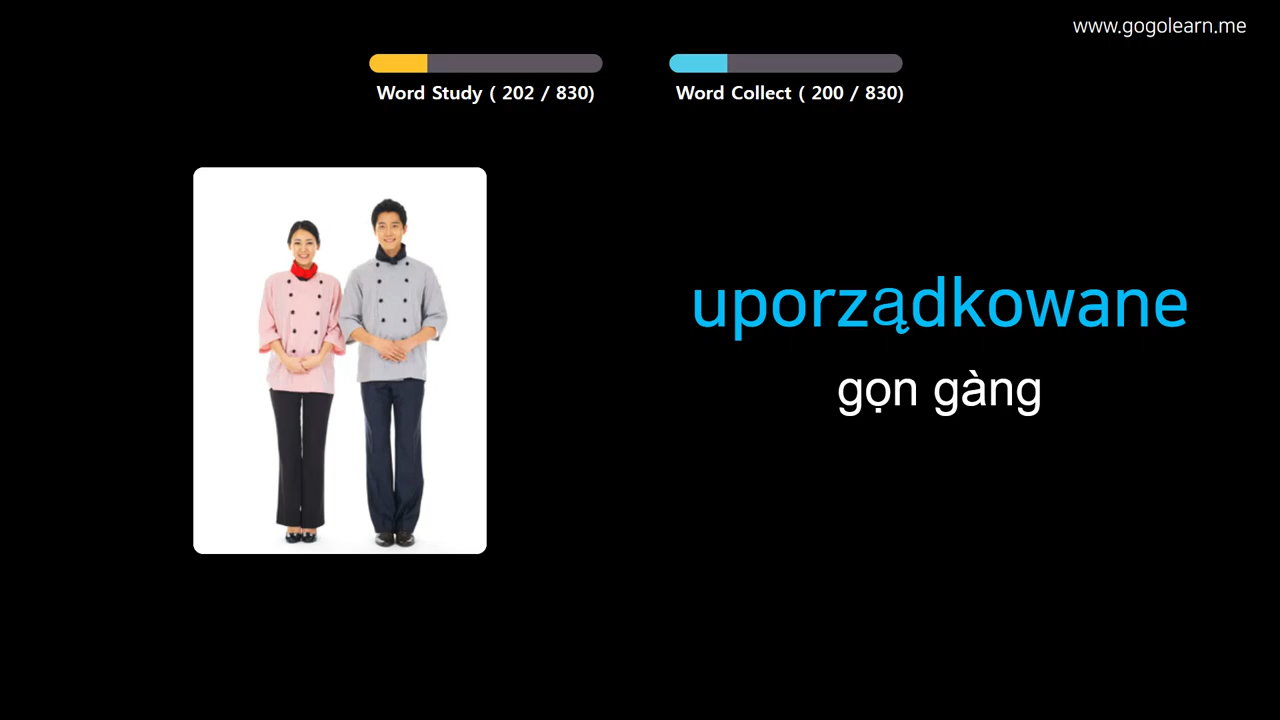 www.gogolearn.me
Word Study ( 202 / 830)
Word Collect ( 200 / 830)
uporządkowane
gọn gàng